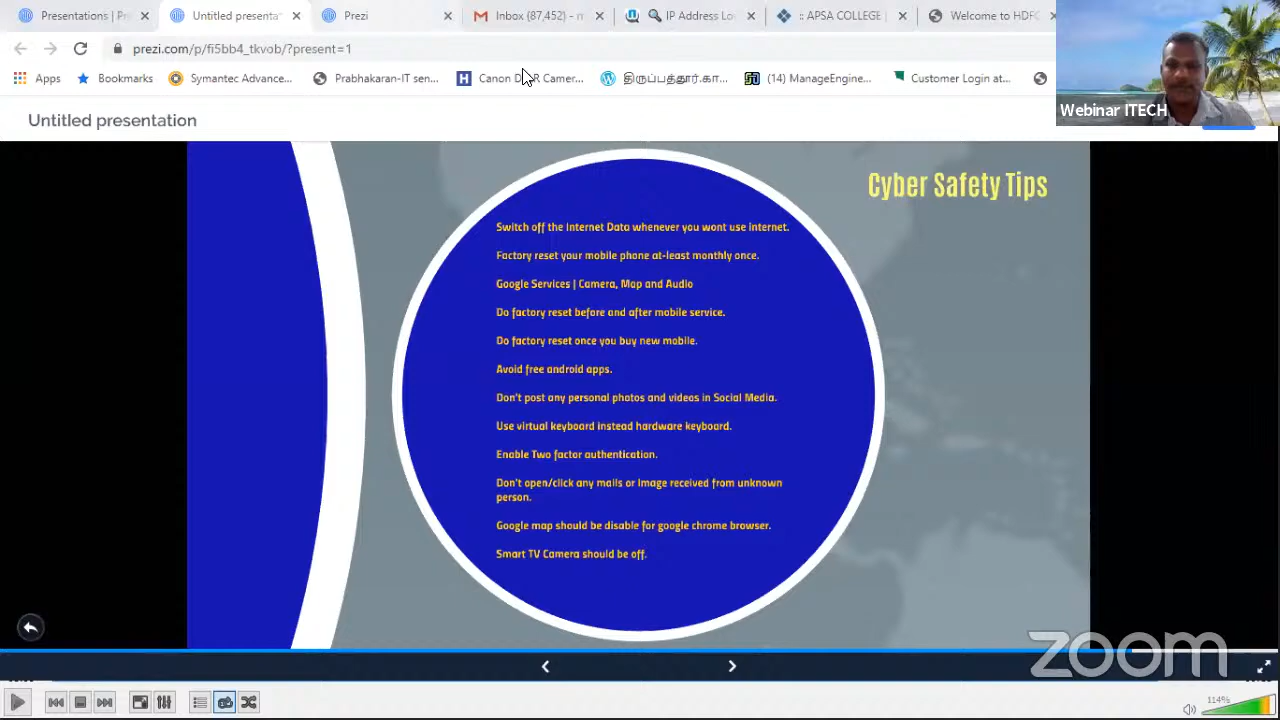 Presentations | P
Untitled presenta
Prezi
Inbox (87,452) - m
IP Address Lo
:: APSA COLLEGE |
Welcome to HDFC
prezi.com/p/fi5bb4_tkvob/?present=1
Apps
Bookmarks
Symantec Advance...
Prabhakaran-IT sen...
Canon Camer...
திருப்பத்தூர்.கா...
(14) ManageEngine...
Customer Login at...
Webinar ITECH
Untitled presentation
Cyber Safety Tips
Switch off the Internet Data whenever you wont use internet.
Factory reset your mobile phone at-least monthly once.
Google Services | Camera, Map and Audio
Do factory reset before and after mobile service.
Do factory reset once you buy new mobile.
Avoid free android apps.
Don't post any personal photos and videos in Social Media.
Use virtual keyboard instead hardware keyboard.
Enable Two factor authentication.
Don't open/click any mails or image received from unknown
person.
Google map should be disable for google chrome browser.
Smart TV Camera should be off.
zoom
114%